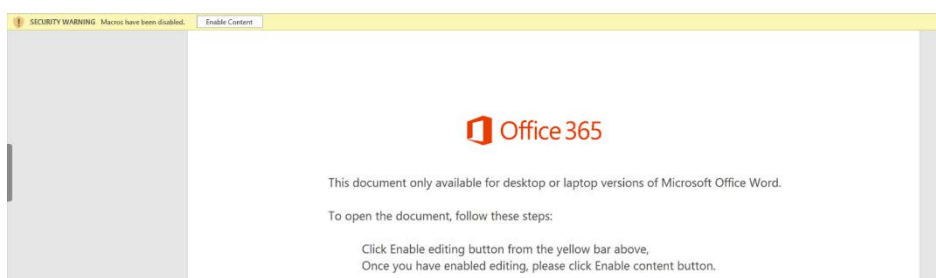 SECURITY WARNING Macros have been disabled. Enable Content
Office 365
This document only available for desktop or laptop versions of Microsoft Office Word.
To open the document, follow these steps:
Click Enable editing button from the yellow bar above,
Once you have enabled editing, please click Enable content button.